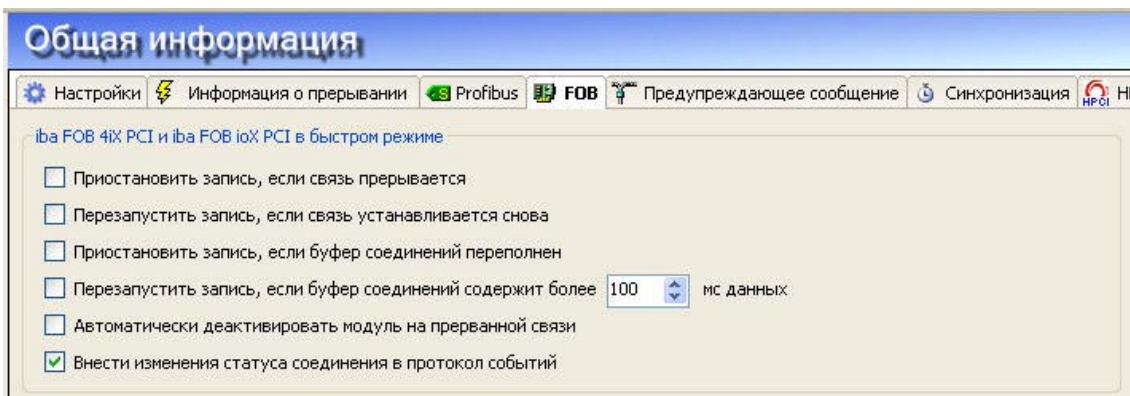 Общая информация
Настройки Информация о прерывании Profibus FOB Предупреждающее сообщение Синхронизация HPCI
iba FOB 4iX PCI и iba FOB ioX PCI в быстром режиме
Приостановить запись, если связь прерывается
Перезапустить запись, если связь устанавливается снова
Приостановить запись, если буфер соединений переполнен
Перезапустить запись, если буфер соединений содержит более 100 мс данных
Автоматически деактивировать модуль на прерванной связи
Внести изменения статуса соединения в протокол событий